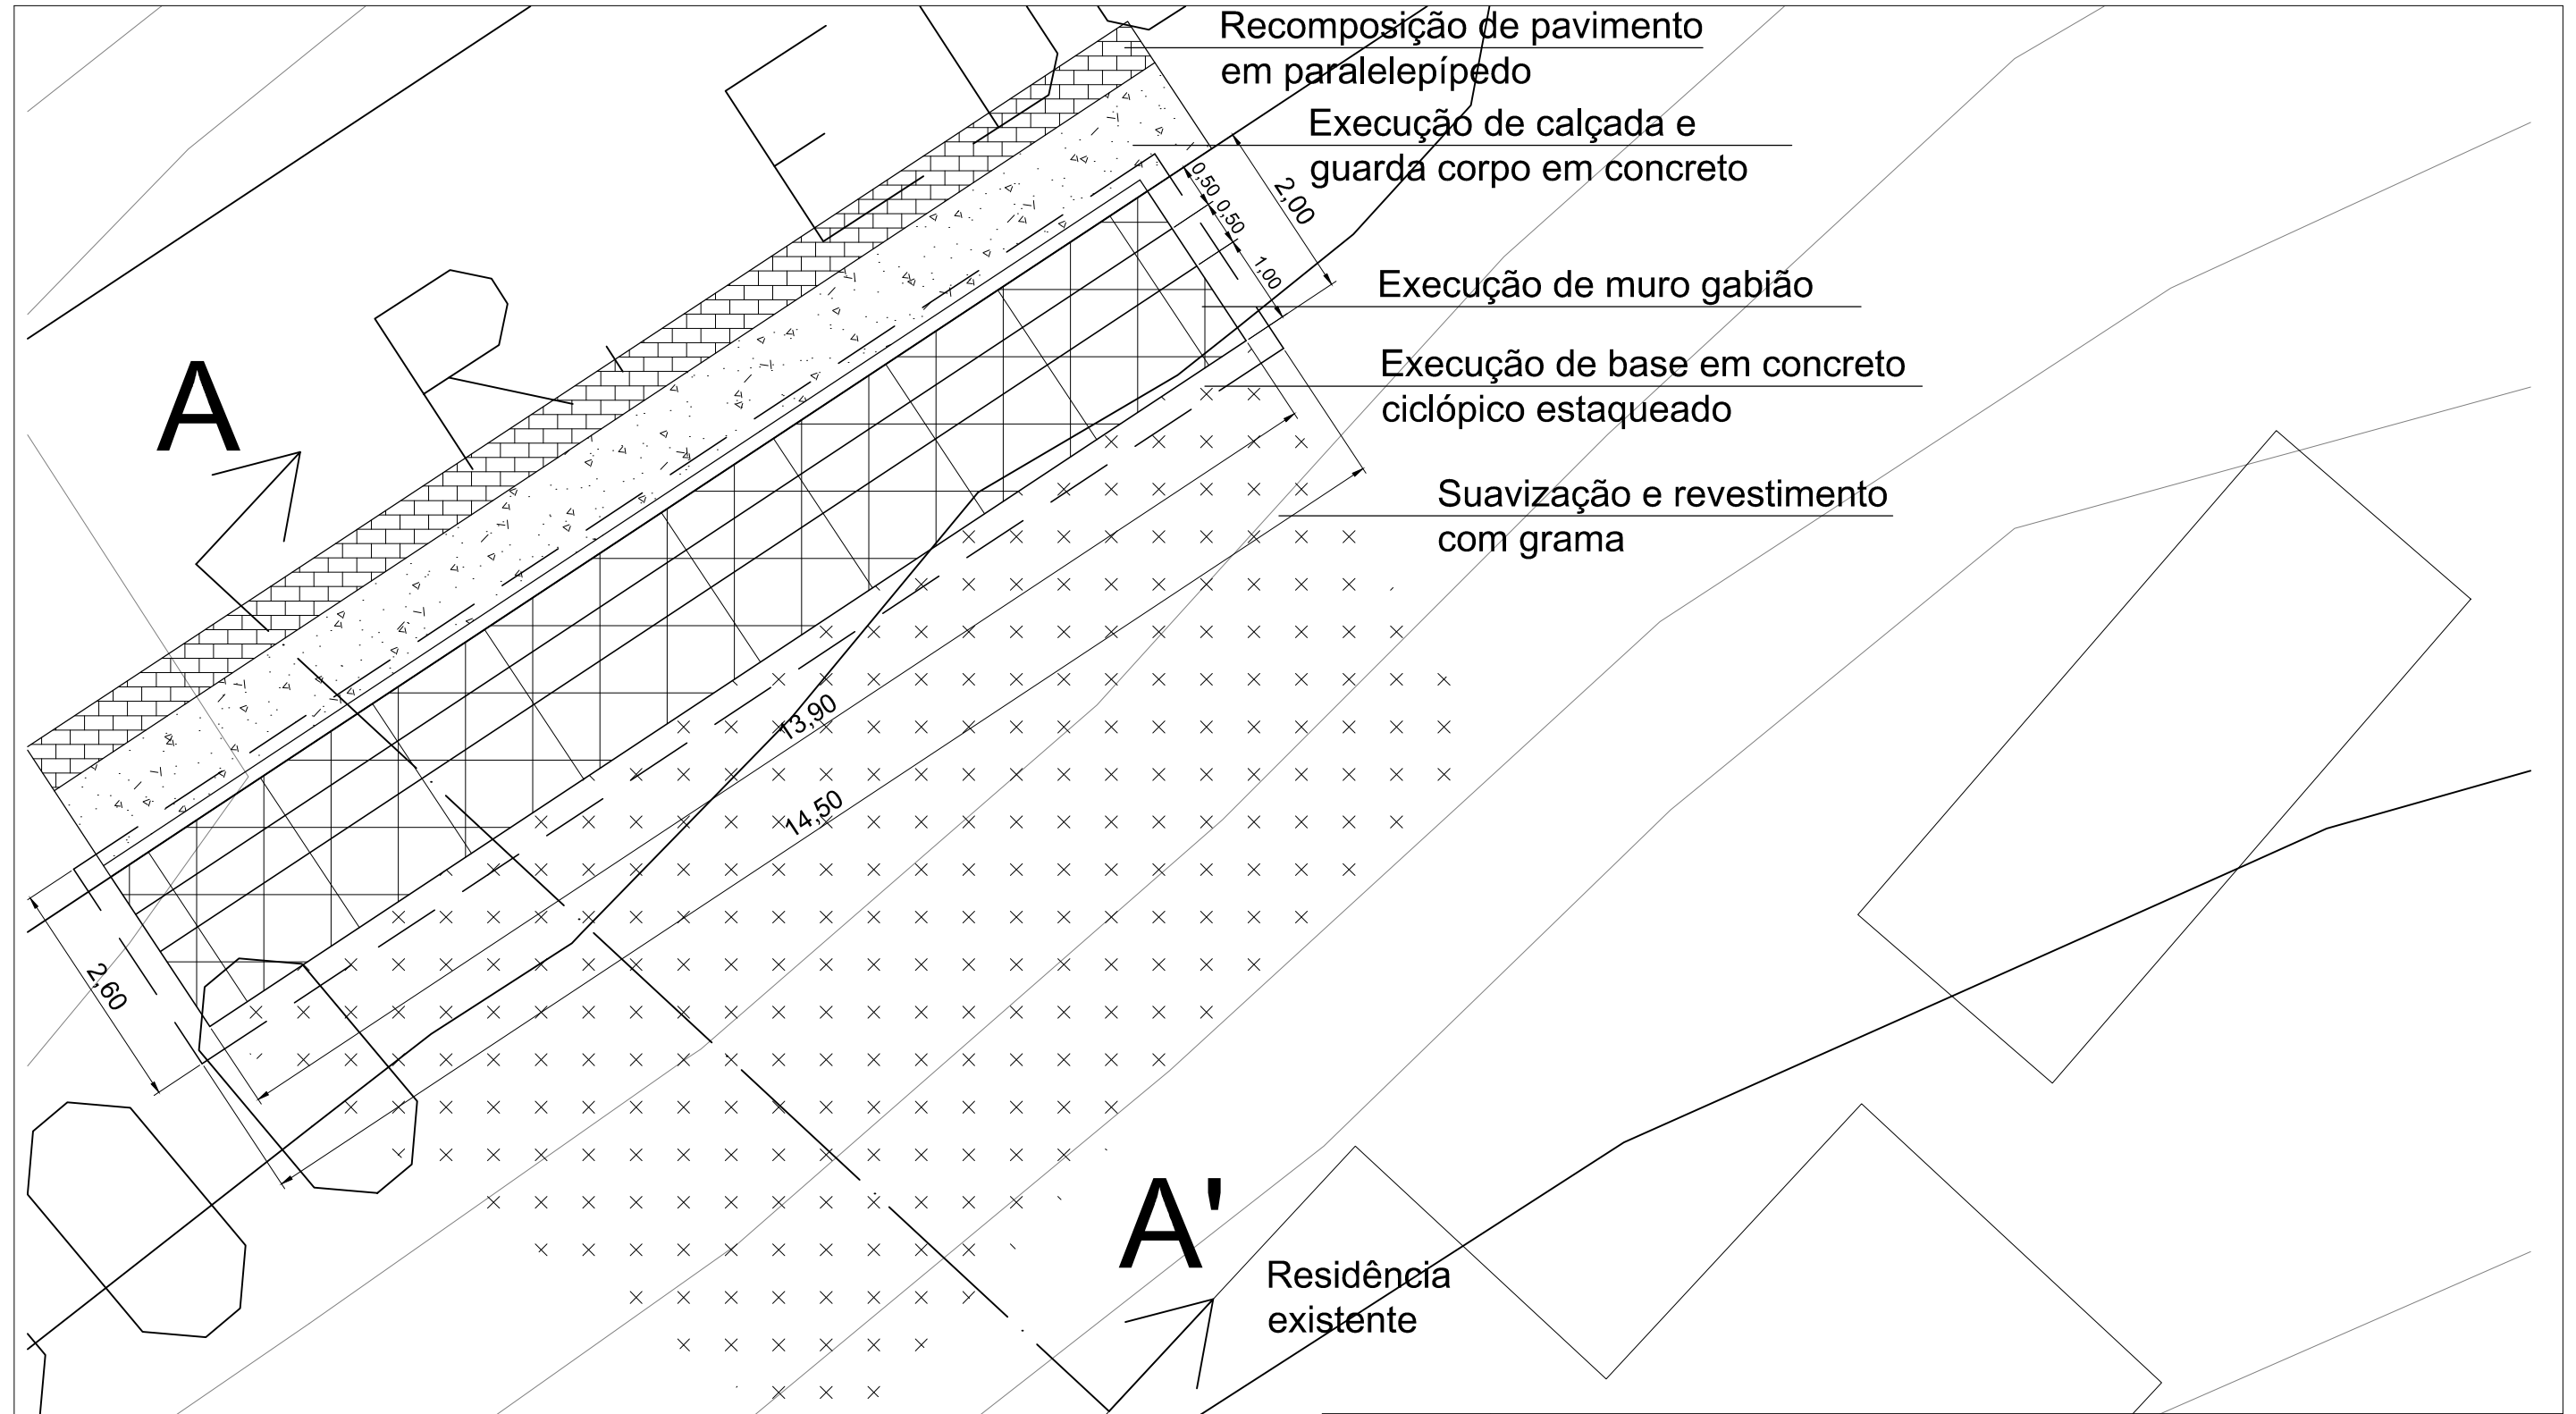 Recomposição de pavimento
em paralelepípedo
Execução de calçada e
guarda corpo em concreto
0,50
0,50
2,00
1,00
Execução de muro gabião
A
Execução de base em concreto
ciclópico estaqueado
Suavização e revestimento
com grama
13,90
14,50
2,60
A'
Residência
existente